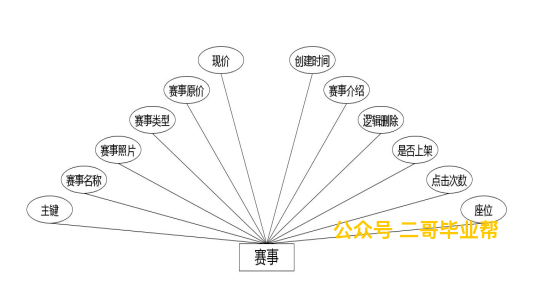 现价
创建时间
赛事原价
赛事介绍
赛事类型
逻辑删除
赛事照片
是否上架
赛事名称
点击次数
主键
座位
公众号 二哥毕业帮
赛事